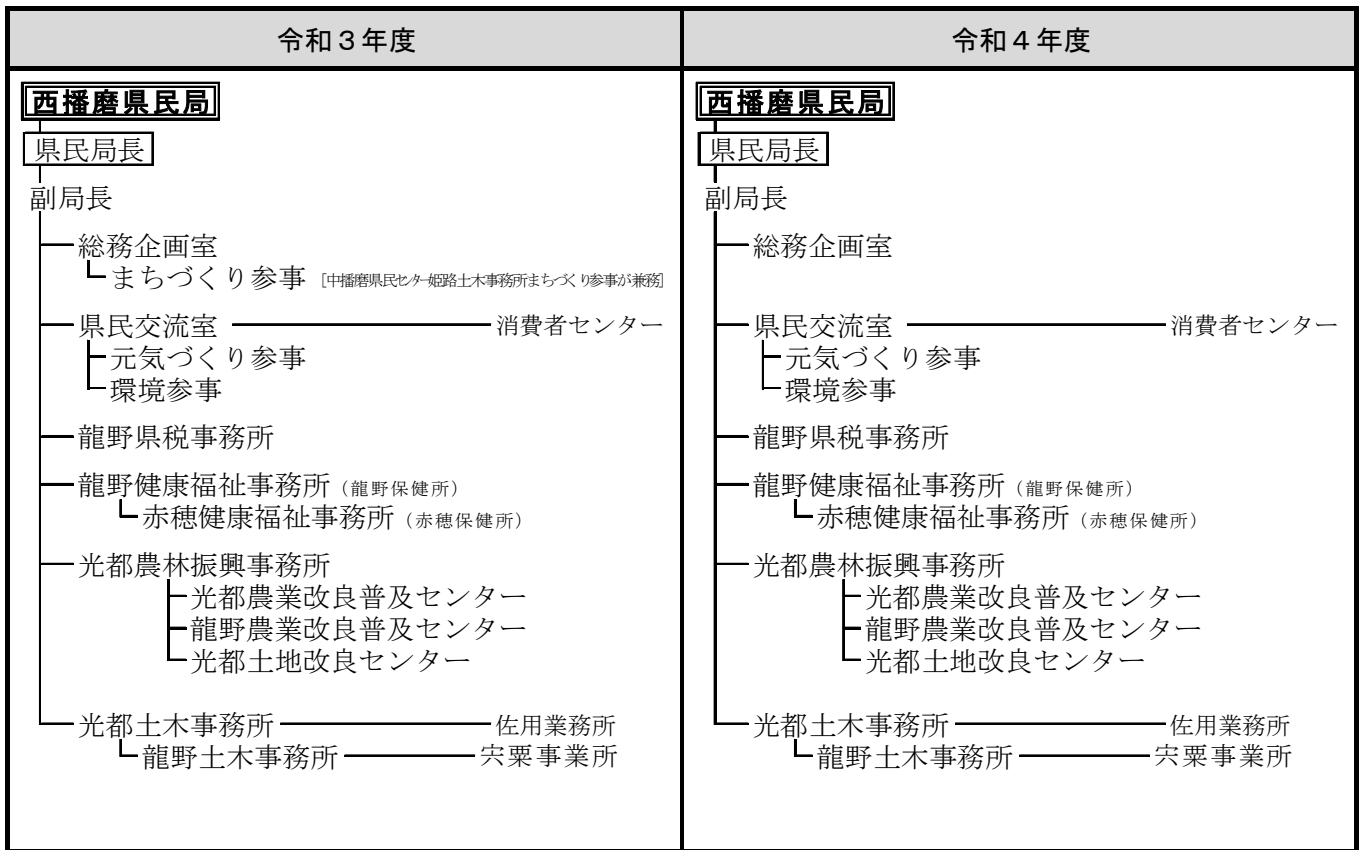 令和３年度
西播磨県民局
県民局長
副局長
総務企画室
まちづくり参事 [中播磨県民センター姫路土木事務所まちづくり参事が兼務]
県民交流室 消費者センター
元気づくり参事
環境参事
龍野県税事務所
龍野健康福祉事務所（龍野保健所）
赤穂健康福祉事務所（赤穂保健所）
光都農林振興事務所
光都農業改良普及センター
龍野農業改良普及センター
光都土地改良センター
光都土木事務所 佐用業務所
龍野土木事務所 宍粟事業所
令和４年度
西播磨県民局
県民局長
副局長
総務企画室
県民交流室 消費者センター
元気づくり参事
環境参事
龍野県税事務所
龍野健康福祉事務所（龍野保健所）
赤穂健康福祉事務所（赤穂保健所）
光都農林振興事務所
光都農業改良普及センター
龍野農業改良普及センター
光都土地改良センター
光都土木事務所 佐用業務所
龍野土木事務所 宍粟事業所